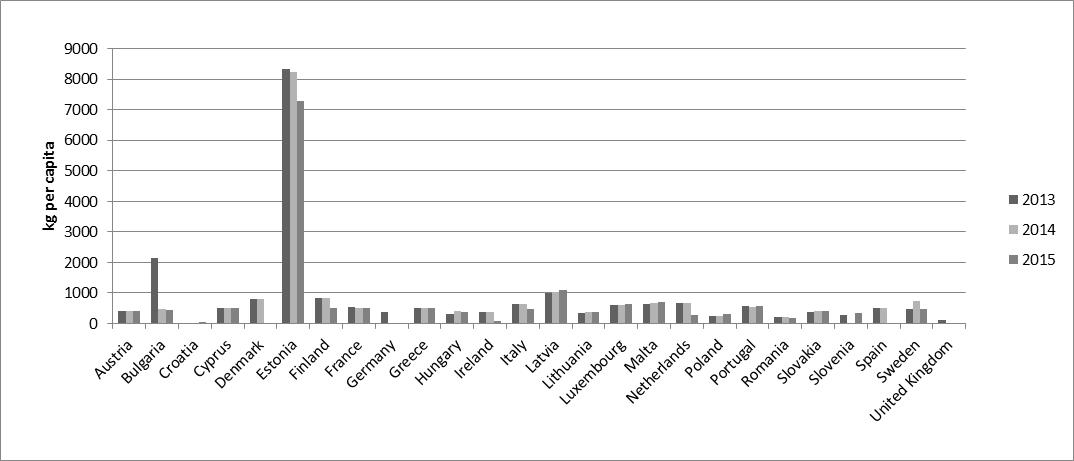 9000
8000
7000
6000
5000
4000
3000
2000
1000
0
kg per capita
Austria
Bulgaria
Croatia
Cyprus
Denmark
Estonia
Finland
France
Germany
Greece
Hungary
Ireland
Italy
Latvia
Lithuania
Luxembourg
Malta
Netherlands
Poland
Portugal
Romania
Slovakia
Slovenia
Spain
Sweden
United Kingdom
2013
2014
2015